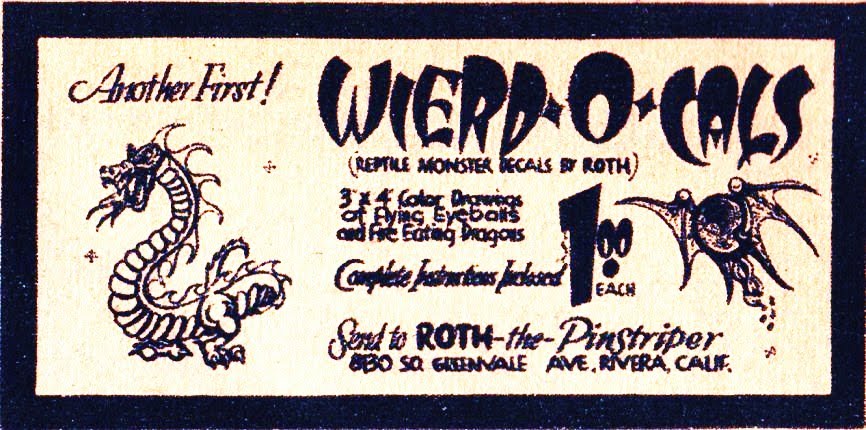 Another First!
WIERD-O-CALS
(REPTILE MONSTER DECALS BY ROTH)
3" x 4" Color Drawings
of Flying Eyeballs
and Fire Eating Dragons
Complete Instructions Inclosed
1.00
EACH
Send to ROTH-the-Pinstriper
8130 SO. GREENVALE AVE., RIVERA, CALIF.